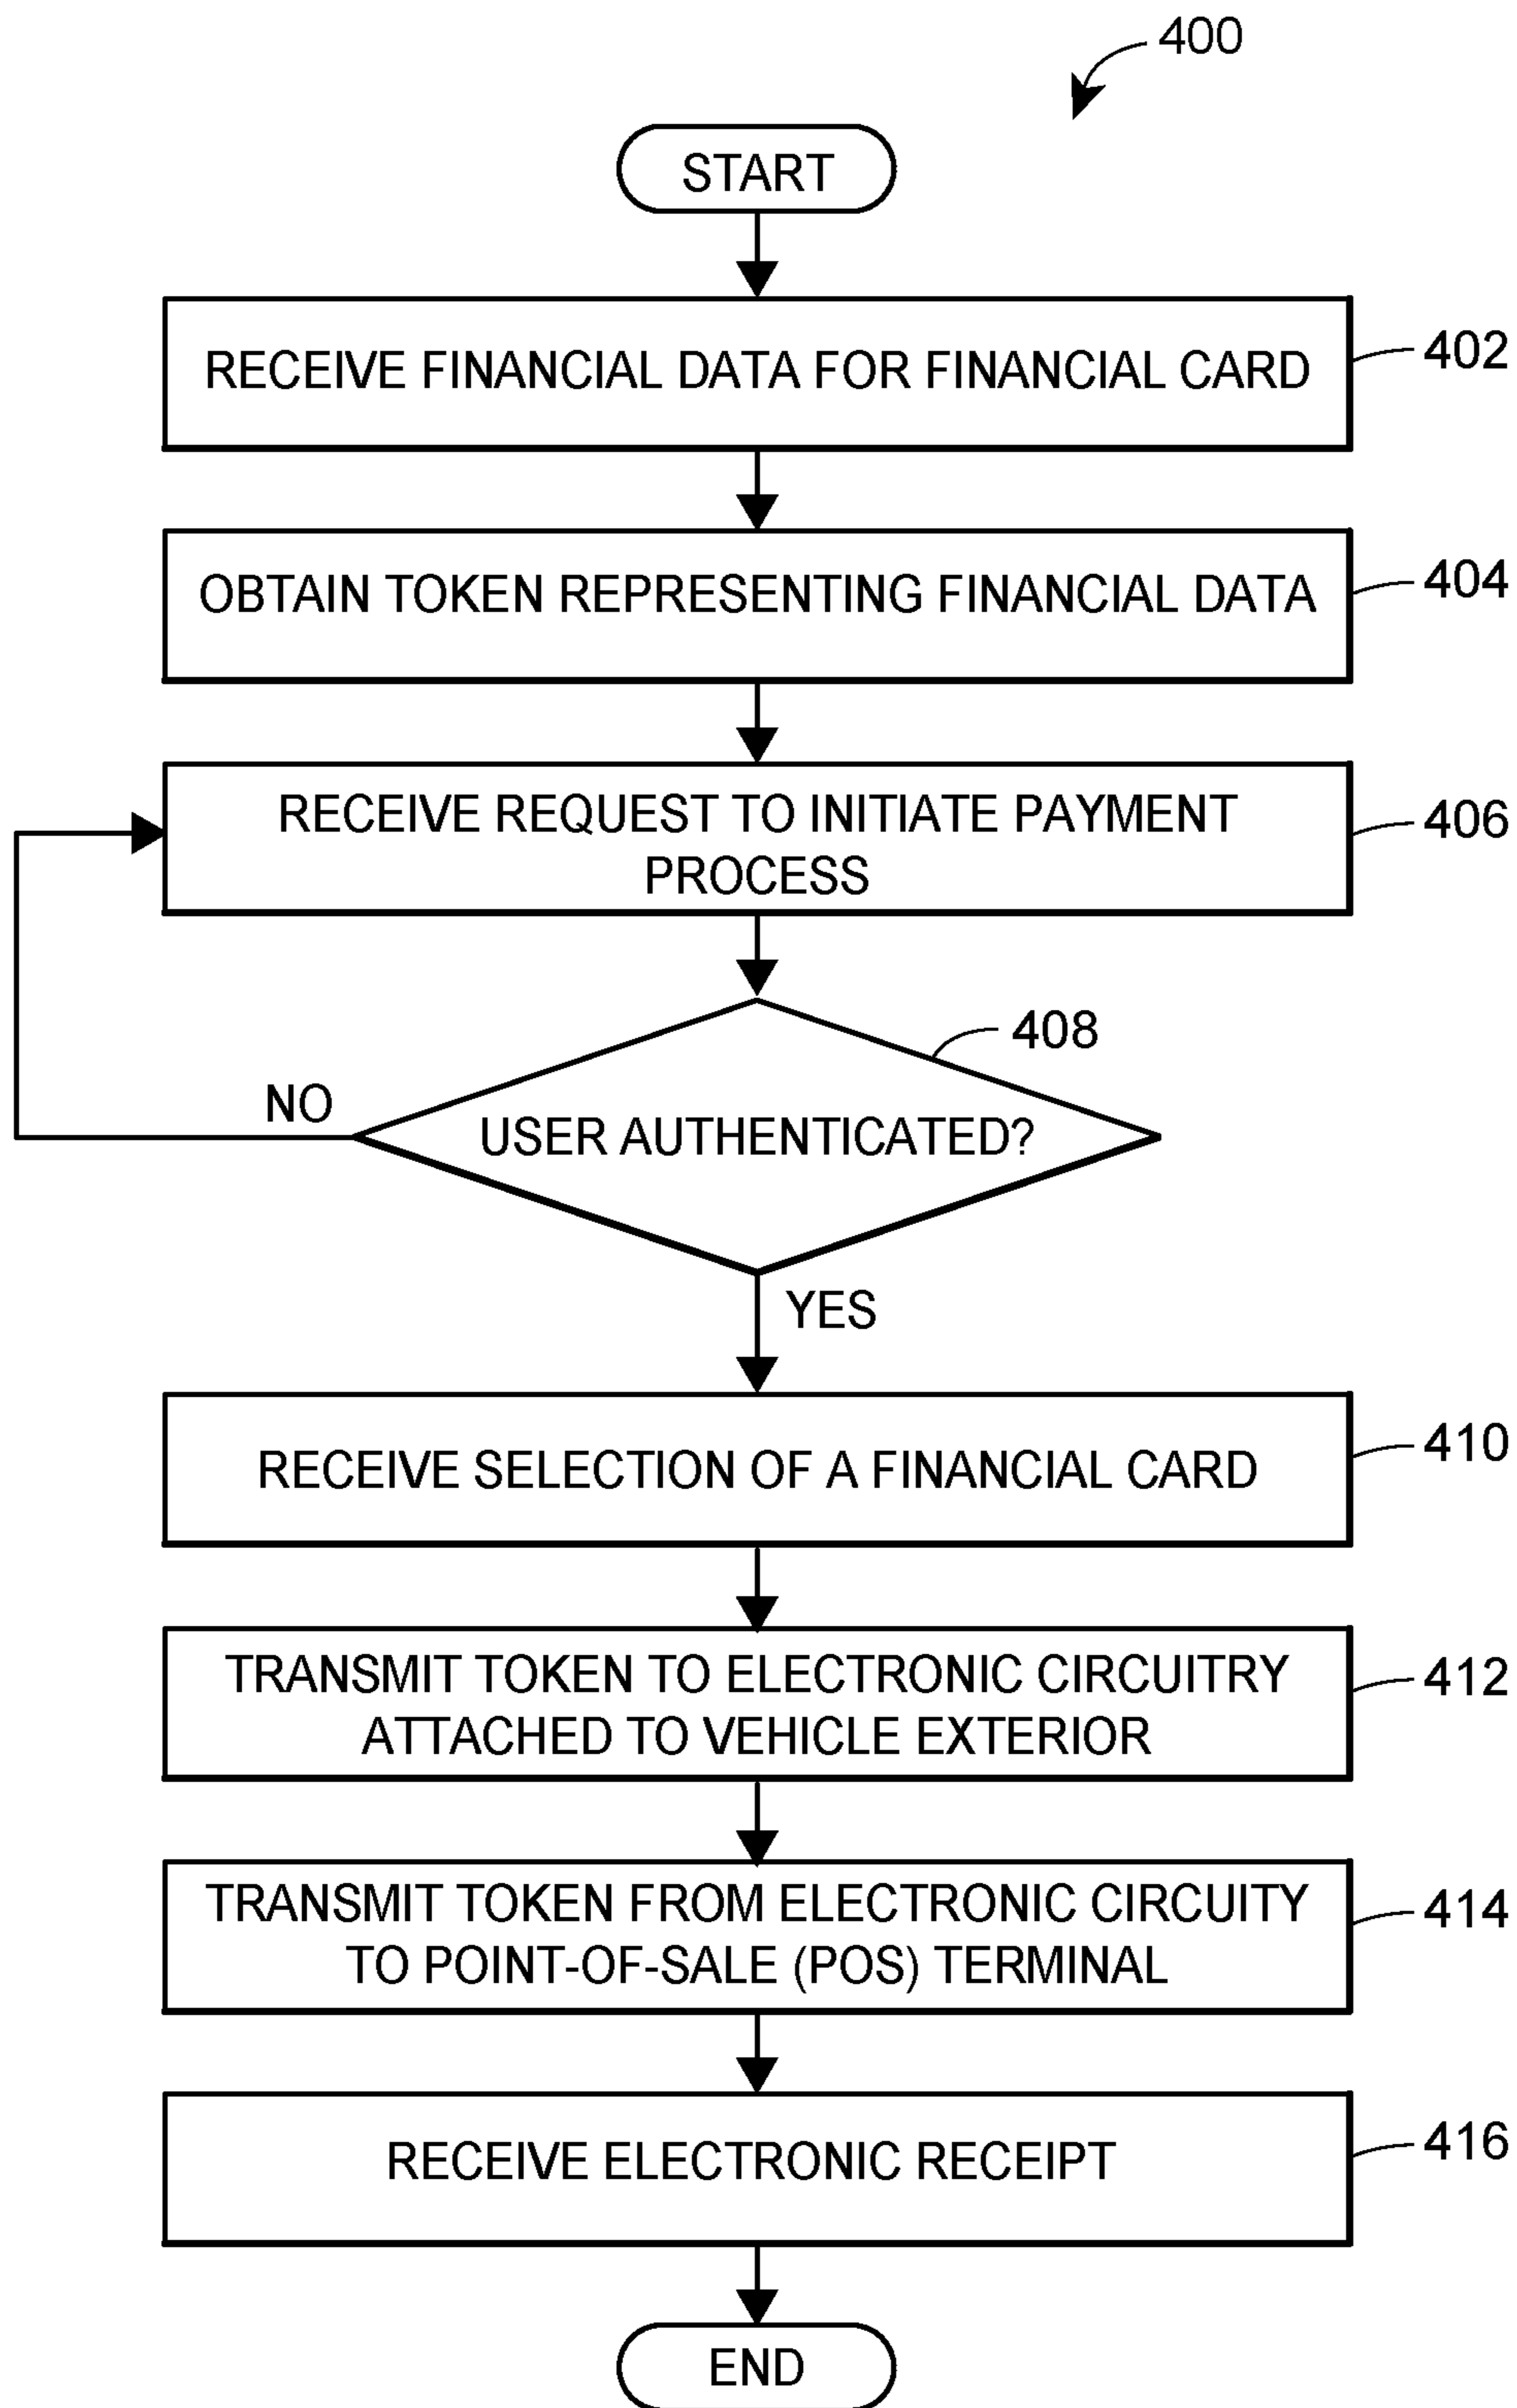 400
START
RECEIVE FINANCIAL DATA FOR FINANCIAL CARD
402
OBTAIN TOKEN REPRESENTING FINANCIAL DATA
404
RECEIVE REQUEST TO INITIATE PAYMENT
PROCESS
406
408
NO
USER AUTHENTICATED?
YES
RECEIVE SELECTION OF A FINANCIAL CARD
410
TRANSMIT TOKEN TO ELECTRONIC CIRCUITRY
ATTACHED TO VEHICLE EXTERIOR
412
TRANSMIT TOKEN FROM ELECTRONIC CIRCUITY
TO POINT-OF-SALE (POS) TERMINAL
414
RECEIVE ELECTRONIC RECEIPT
416
END